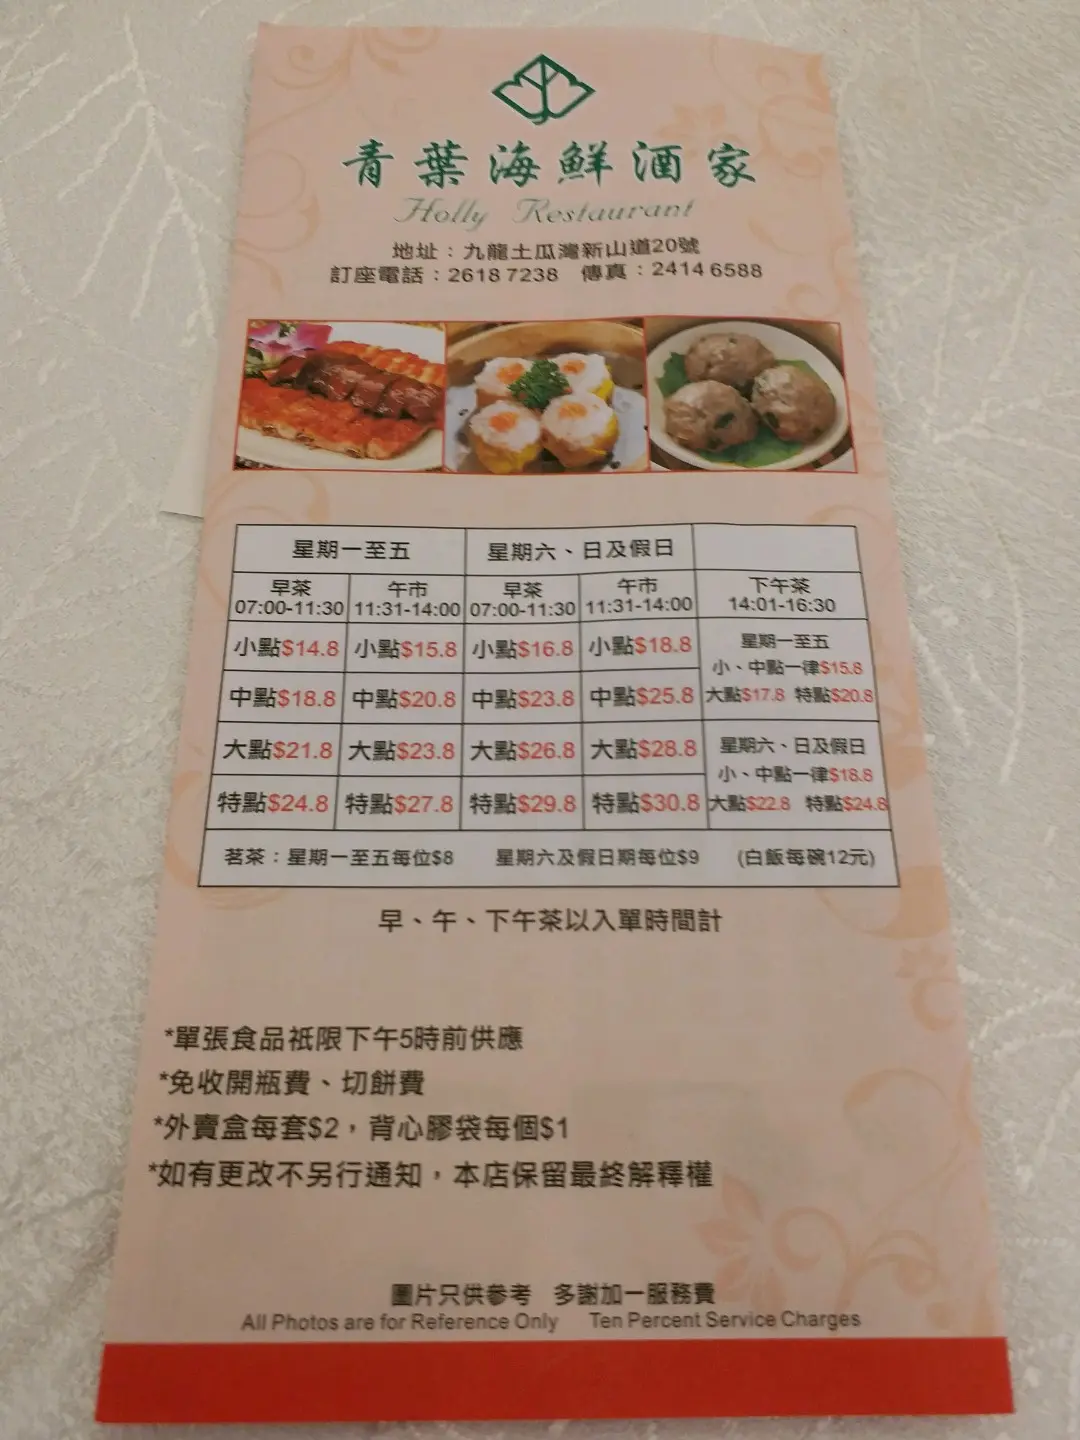 青葉海鮮酒家
Holly Restaurant
地址：九龍土瓜灣新山道20號
訂座電話：2618 7238 傳真：2414 6588
星期一至五 星期六、日及假日
早茶 午市 早茶 午市 下午茶
07:00-11:30 11:31-14:00 07:00-11:30 11:31-14:00 14:01-16:30
小點$14.8 小點$15.8 小點$16.8 小點$18.8 星期一至五
小、中點一律$15.8
中點$18.8 中點$20.8 中點$23.8 中點$25.8 大點$17.8 特點$20.8
大點$21.8 大點$23.8 大點$26.8 大點$28.8 星期六、日及假日
小、中點一律$18.8
特點$24.8 特點$27.8 特點$29.8 特點$30.8 大點$22.8 特點$24.8
茗茶：星期一至五每位$8 星期六及假日期每位$9 (白飯每碗12元)
早、午、下午茶以入單時間計
*單張食品祇限下午5時前供應
*免收開瓶費、切餅費
*外賣盒每套$2，背心膠袋每個$1
*如有更改不另行通知，本店保留最終解釋權
圖片只供參考 多謝加一服務費
All Photos are for Reference Only Ten Percent Service Charges